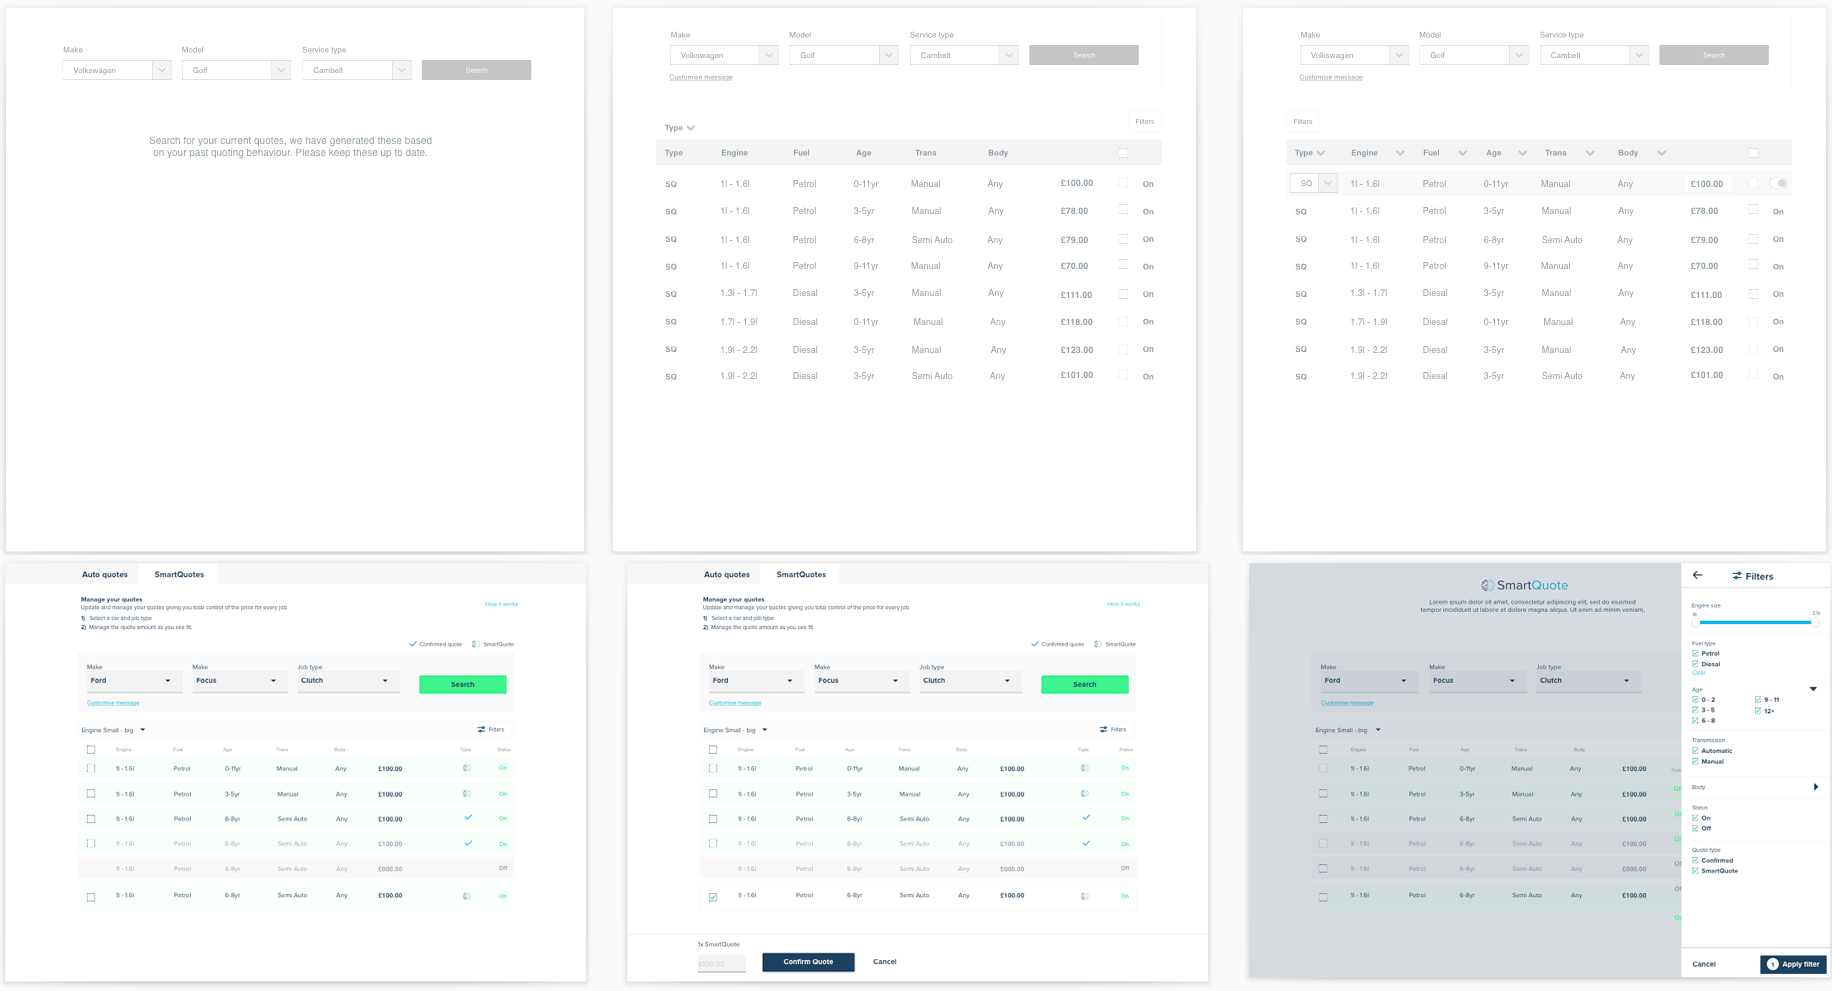 Make Model Service type
Volkswagen Golf Cambelt Search
Search for your current quotes, we have generated these based
on your past quoting behaviour. Please keep these up to date.
Make Model Service type
Volkswagen Golf Cambelt Search
Customise message
Filters
Type
Type Engine Fuel Age Trans Body
SQ 1l - 1.6l Petrol 0-11yr Manual Any £100.00 On
SQ 1l - 1.6l Petrol 3-5yr Manual Any £78.00 On
SQ 1l - 1.6l Petrol 6-8yr Semi Auto Any £79.00 On
SQ 1l - 1.6l Petrol 9-11yr Manual Any £70.00 On
SQ 1.3l - 1.7l Diesal 3-5yr Manual Any £111.00 On
SQ 1.7l - 1.9l Diesal 0-11yr Manual Any £118.00 On
SQ 1.9l - 2.2l Diesal 3-5yr Manual Any £123.00 On
SQ 1.9l - 2.2l Diesal 3-5yr Semi Auto Any £101.00 On
Make Model Service type
Volkswagen Golf Cambelt Search
Customise message
Filters
Type Engine Fuel Age Trans Body
SQ 1l - 1.6l Petrol 0-11yr Manual Any £100.00
SQ 1l - 1.6l Petrol 3-5yr Manual Any £78.00 On
SQ 1l - 1.6l Petrol 6-8yr Semi Auto Any £79.00 On
SQ 1l - 1.6l Petrol 9-11yr Manual Any £70.00 On
SQ 1.3l - 1.7l Diesal 3-5yr Manual Any £111.00 On
SQ 1.7l - 1.9l Diesal 0-11yr Manual Any £118.00 On
SQ 1.9l - 2.2l Diesal 3-5yr Manual Any £123.00 On
SQ 1.9l - 2.2l Diesal 3-5yr Semi Auto Any £101.00 On
Auto quotes SmartQuotes
Manage your quotes
Update and manage your quotes giving you total control of the price for every job.
How it works
1) Select a car and job type
2) Manage the quote amount as you see fit.
Confirmed quote SmartQuote
Make Make Job type
Ford Focus Clutch Search
Customise message
Engine Small - big Filters
Engine Fuel Age Trans Body Type Status
1l - 1.6l Petrol 0-11yr Manual Any £100.00 On
1l - 1.6l Petrol 3-5yr Manual Any £100.00 On
1l - 1.6l Petrol 6-8yr Semi Auto Any £100.00 On
1l - 1.6l Petrol 6-8yr Semi Auto Any £100.00 On
1l - 1.6l Petrol 6-8yr Semi Auto Any £000.00 Off
1l - 1.6l Petrol 6-8yr Semi Auto Any £100.00 On
Auto quotes SmartQuotes
Manage your quotes
Update and manage your quotes giving you total control of the price for every job.
How it works
1) Select a car and job type
2) Manage the quote amount as you see fit.
Confirmed quote SmartQuote
Make Make Job type
Ford Focus Clutch Search
Customise message
Engine Small - big Filters
Engine Fuel Age Trans Body Type Status
1l - 1.6l Petrol 0-11yr Manual Any £100.00 On
1l - 1.6l Petrol 3-5yr Manual Any £100.00 On
1l - 1.6l Petrol 6-8yr Semi Auto Any £100.00 On
1l - 1.6l Petrol 6-8yr Semi Auto Any £100.00 On
1l - 1.6l Petrol 6-8yr Semi Auto Any £000.00 Off
1l - 1.6l Petrol 6-8yr Semi Auto Any £100.00 On
1x SmartQuote
£100.00 Confirm Quote Cancel
SmartQuote
Lorem ipsum dolor sit amet, consectetur adipiscing elit, sed do eiusmod
tempor incididunt ut labore et dolore magna aliqua. Ut enim ad minim veniam,
Make Make Job type
Ford Focus Clutch
Customise message
Engine Small - big
Engine Fuel Age Trans Body
1l - 1.6l Petrol 0-11yr Manual Any £100.00
1l - 1.6l Petrol 3-5yr Manual Any £100.00
1l - 1.6l Petrol 6-8yr Semi Auto Any £100.00
1l - 1.6l Petrol 6-8yr Semi Auto Any £100.00
1l - 1.6l Petrol 6-8yr Semi Auto Any £000.00
1l - 1.6l Petrol 6-8yr Semi Auto Any £100.00
Filters
Engine size
Fuel type
Petrol
Diesal
Clear
Age
0 - 2 9 - 11
3 - 5 12+
6 - 8
Transmission
Automatic
Manual
Body
Status
On
Off
Quote type
Confirmed
SmartQuote
Cancel 1 Apply filter